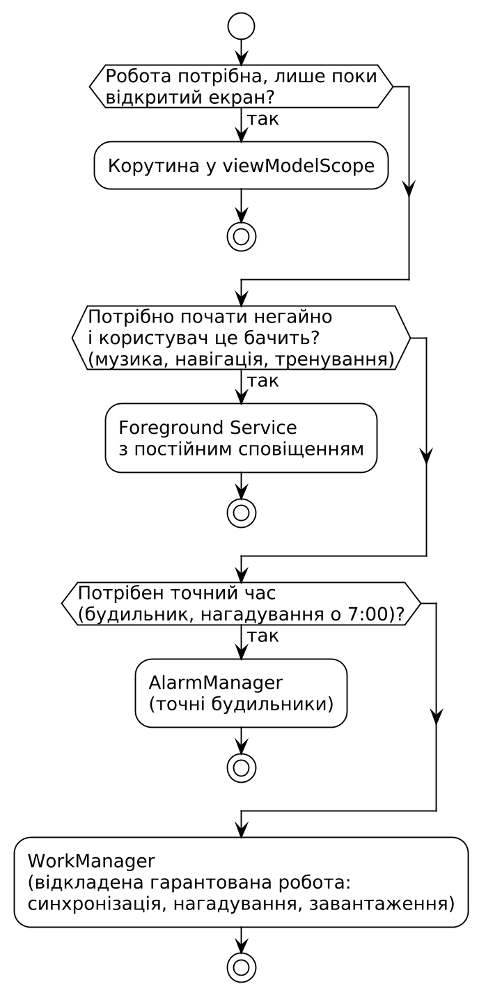 Робота потрібна, лише поки
відкритий екран?
так
Корутина у viewModelScope
Потрібно почати негайно
і користувач це бачить?
(музика, навігація, тренування)
так
Foreground Service
з постійним сповіщенням
Потрібен точний час
(будильник, нагадування о 7:00)?
так
AlarmManager
(точні будильники)
WorkManager
(відкладена гарантована робота:
синхронізація, нагадування, завантаження)